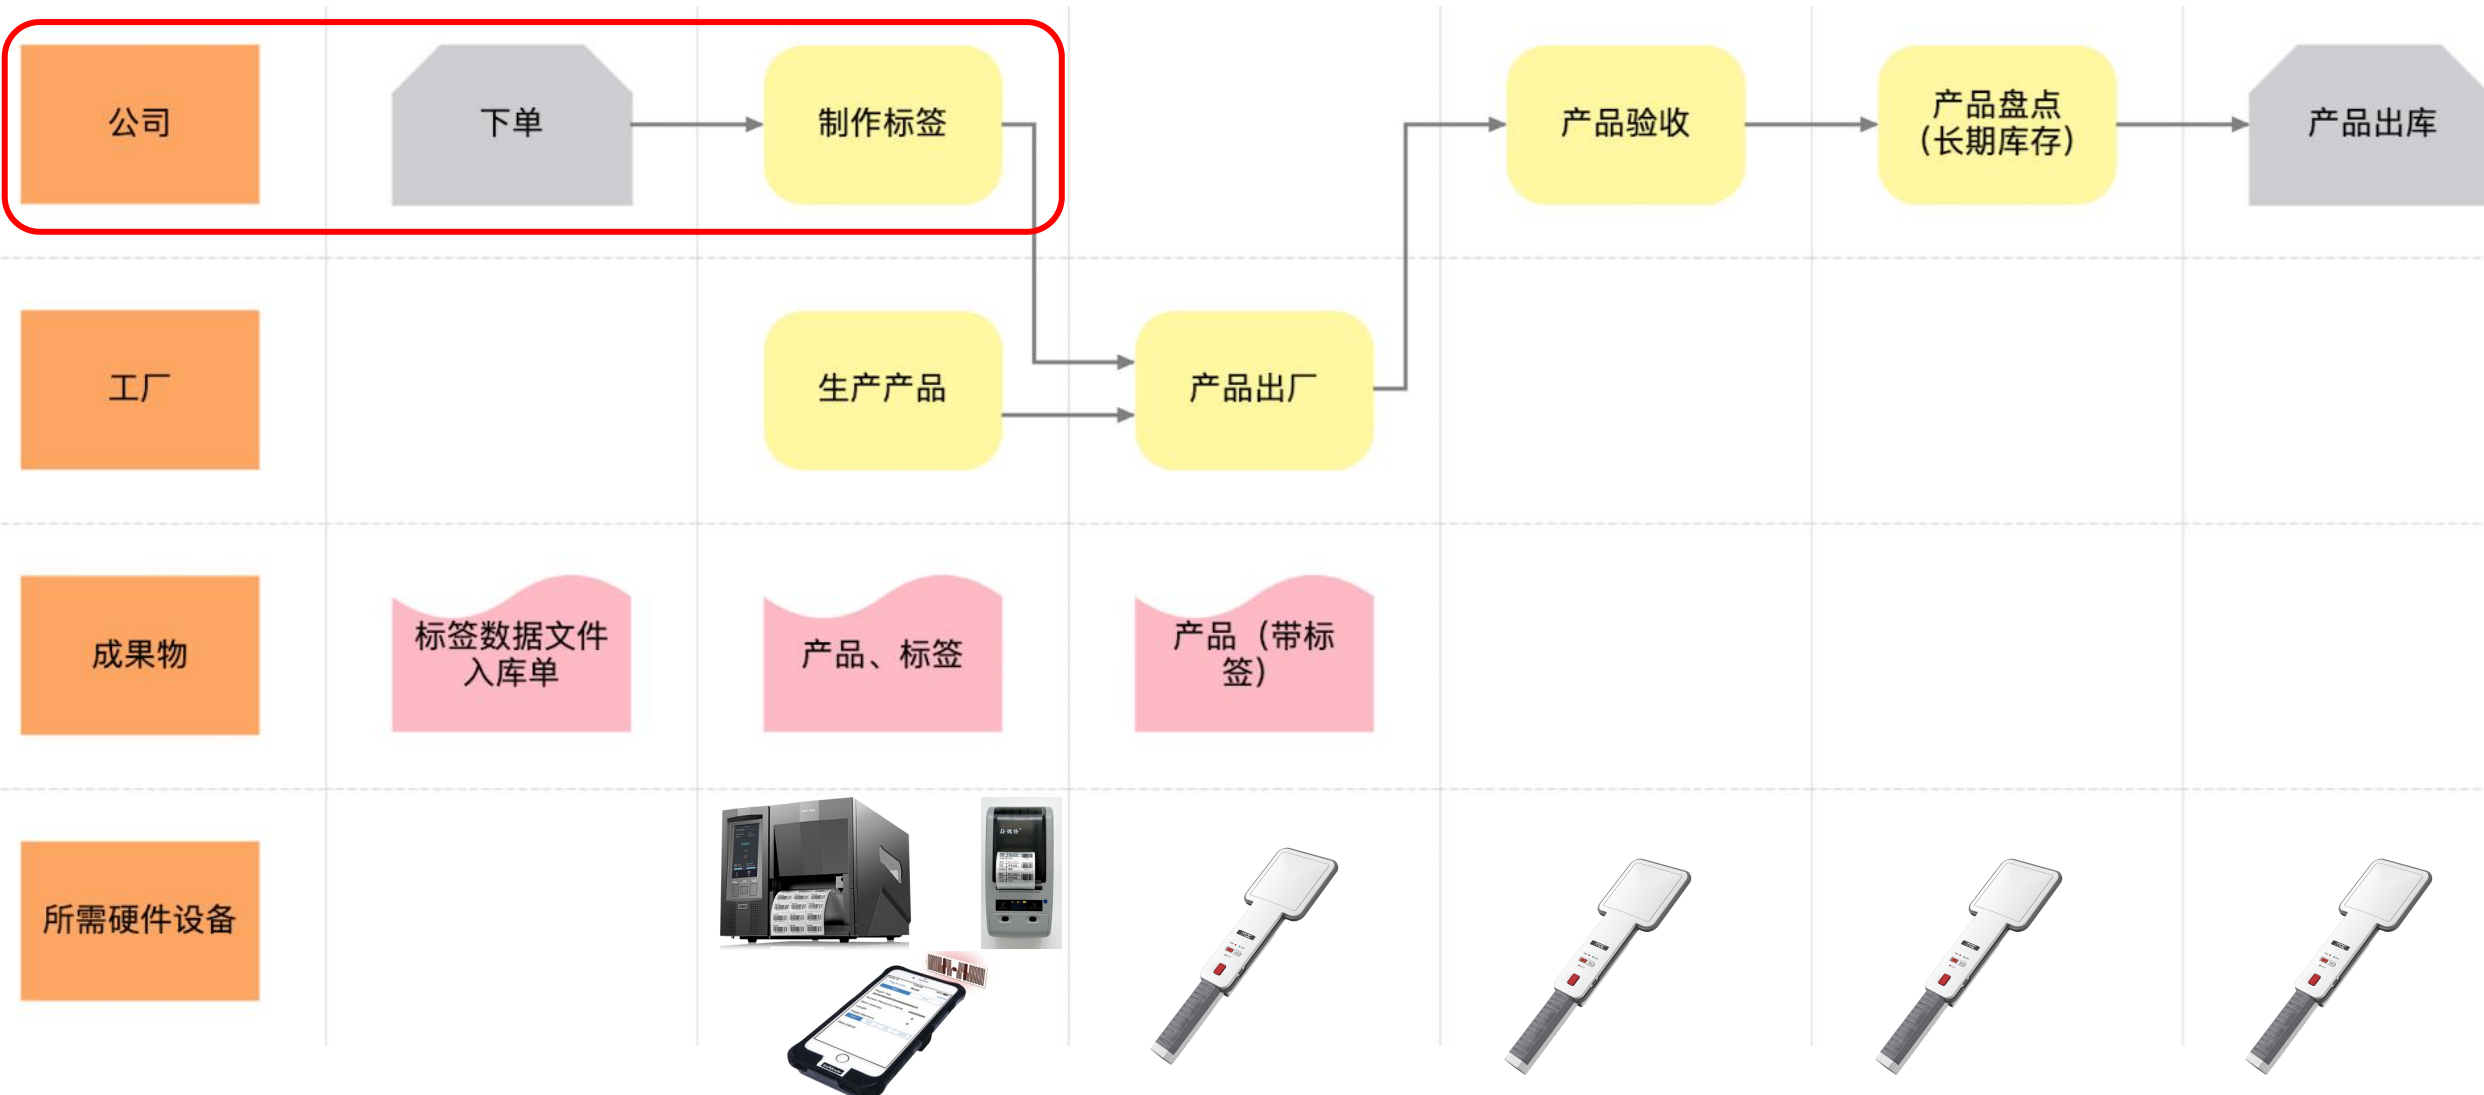 公司
下单
制作标签
产品验收
产品盘点
（长期库存）
产品出库
工厂
生产产品
产品出厂
成果物
标签数据文件
入库单
产品、标签
产品（带标
签）
所需硬件设备